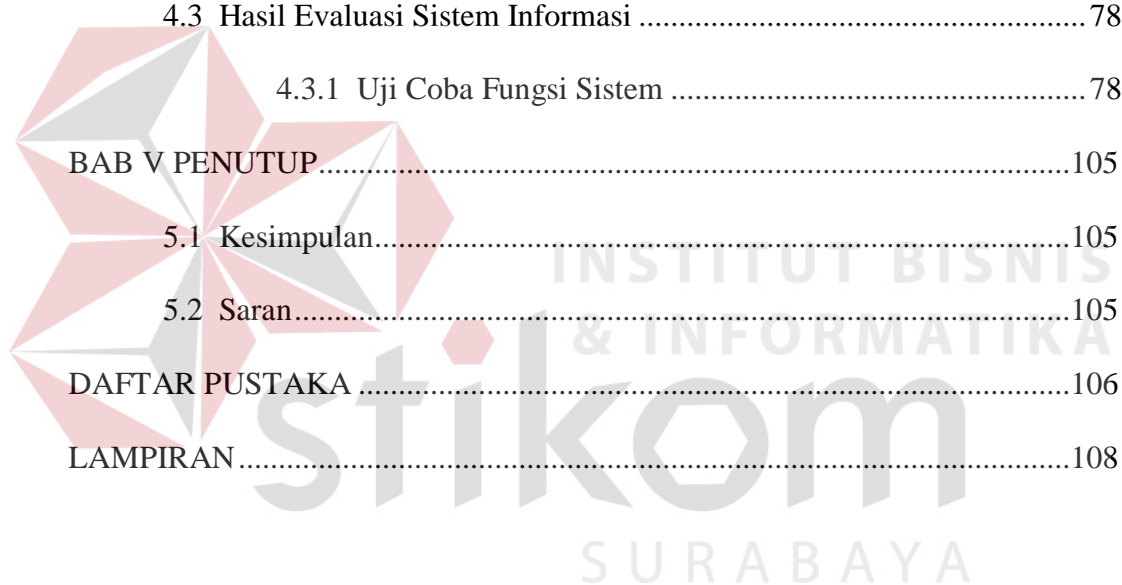 4.3 Hasil Evaluasi Sistem Informasi ........................................................ 78
4.3.1 Uji Coba Fungsi Sistem .................................................... 78
BAB V PENUTUP.............................................................................................105
5.1 Kesimpulan.......................................................................................105
5.2 Saran.................................................................................................105
DAFTAR PUSTAKA ........................................................................................106
LAMPIRAN.......................................................................................................108
INSTITUT BISNIS
& INFORMATIKA
stikom
SURABAYA